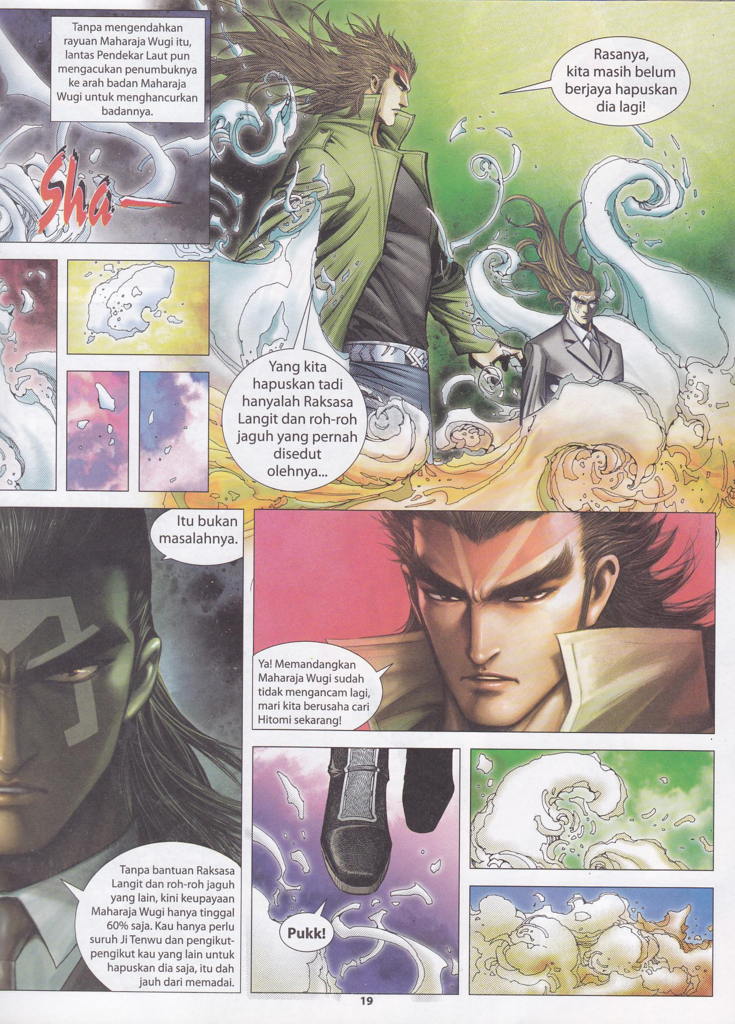 Tanpa mengendahkan
rayuan Maharaja Wugi itu,
lantas Pendekar Laut pun
mengacukan penumbuknya
ke arah badan Maharaja
Wugi untuk menghancurkan
badannya.
Sha—
Rasanya,
kita masih belum
berjaya hapuskan
dia lagi!
Yang kita
hapuskan tadi
hanyalah Raksasa
Langit dan roh-roh
jaguh yang pernah
disedut
olehnya...
Itu bukan
masalahnya.
Tanpa bantuan Raksasa
Langit dan roh-roh jaguh
yang lain, kini keupayaan
Maharaja Wugi tinggal
60% saja. Kau hanya perlu
suruh Ji Tenwu dan pengikut-
pengikut kau yang lain untuk
hapuskan dia saja, itu dah
jauh dari memadai.
Ya! Memandangkan
Maharaja Wugi sudah
tidak mengancam lagi,
mari kita berusaha cari
Hitomi sekarang!
Pukk!
19